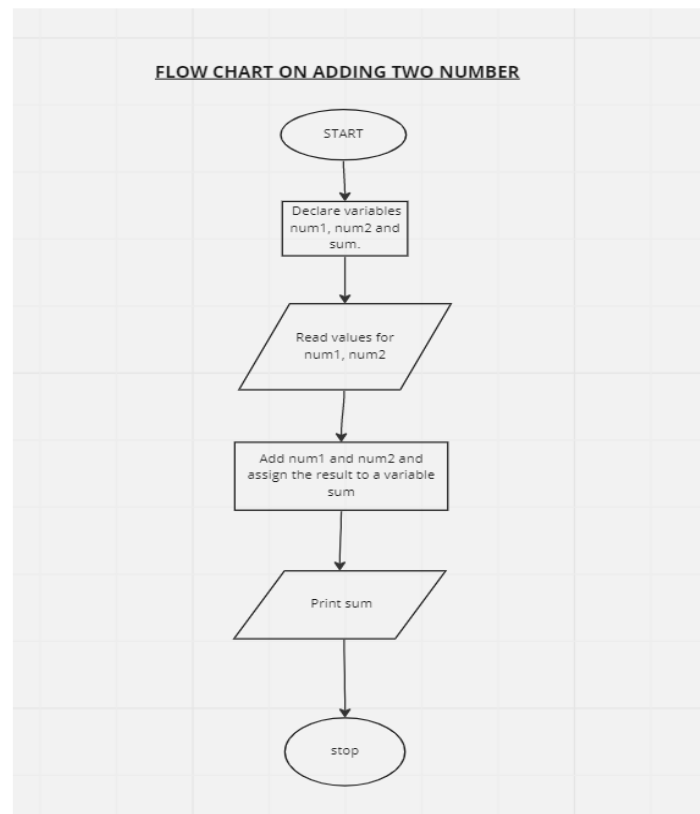 FLOW CHART ON ADDING TWO NUMBER
START
Declare variables
num1, num2 and
sum.
Read values for
num1, num2
Add num1 and num2 and
assign the result to a variable
sum
Print sum
stop